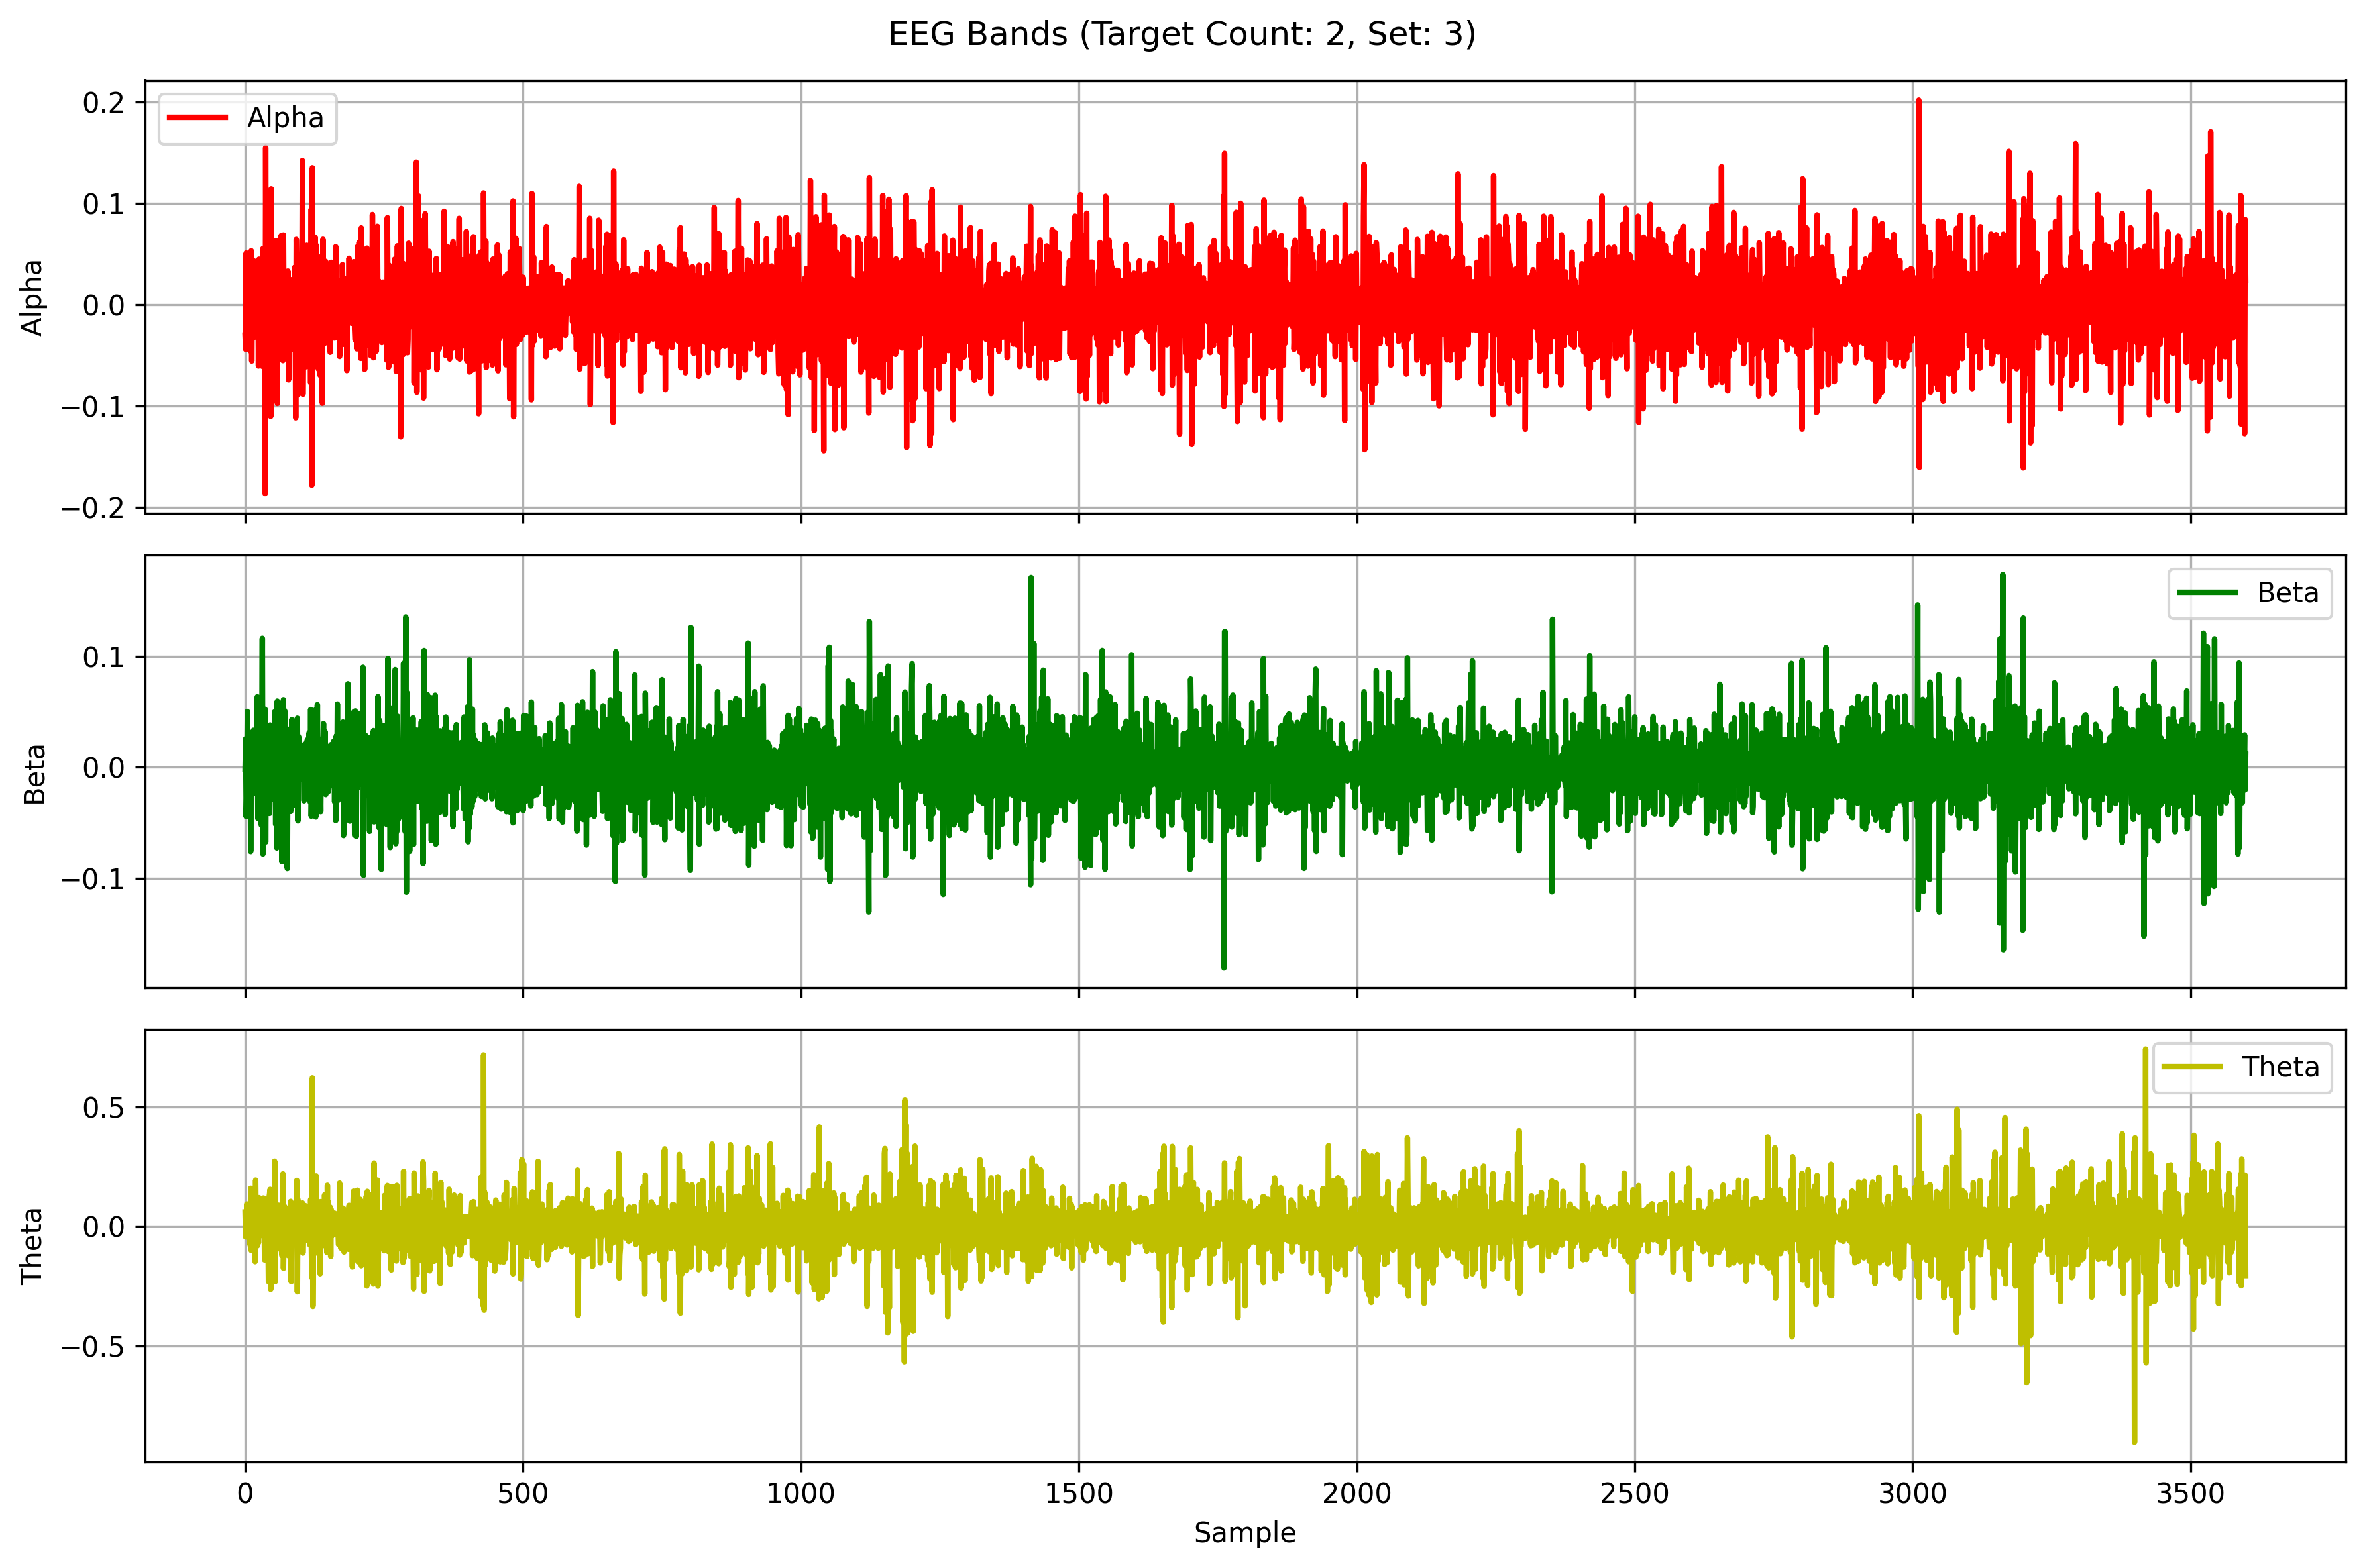 EEG Bands (Target Count: 2, Set: 3)
Alpha
0.2
0.1
0.0
−0.1
−0.2
Alpha
Beta
0.1
0.0
−0.1
Beta
Theta
0.5
0.0
−0.5
Theta
0 500 1000 1500 2000 2500 3000 3500
Sample